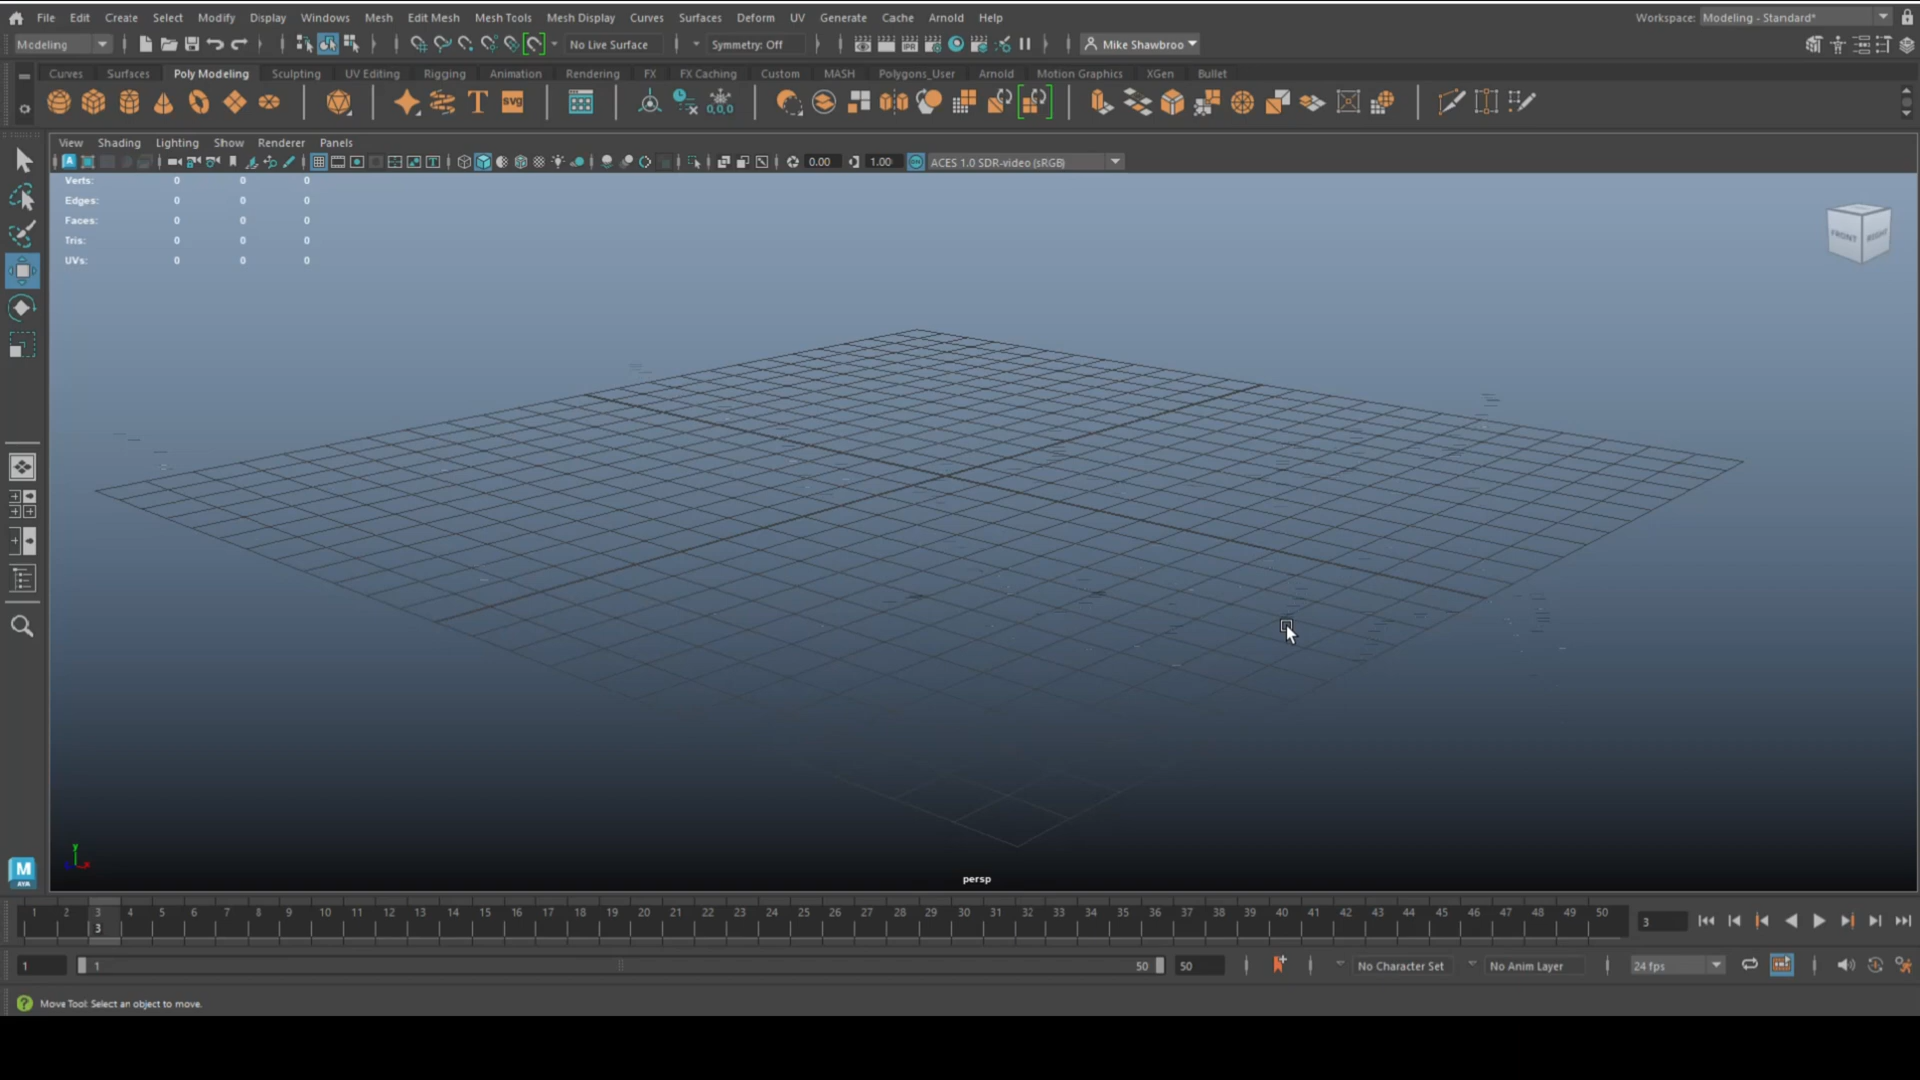 File Edit Create Select Modify Display Windows Mesh Edit Mesh Mesh Tools Mesh Display Curves Surfaces Deform UV Generate Cache Arnold Help Workspace: Modeling - Standard*
Modeling No Live Surface Symmetry: Off Mike Shawbroo
Curves Surfaces Poly Modeling Sculpting UV Editing Rigging Animation Rendering FX FX Caching Custom MASH Polygons_User Arnold Motion Graphics XGen Bullet
T SVG 0,0,0
View Shading Lighting Show Renderer Panels
0.00 1.00 ACES 1.0 SDR-video (sRGB)
Verts: 0 0 0
Edges: 0 0 0
Faces: 0 0 0
Tris: 0 0 0
UVs: 0 0 0
FRONT RIGHT
M
AYA
y
x
persp
1 2 3 4 5 6 7 8 9 10 11 12 13 14 15 16 17 18 19 20 21 22 23 24 25 26 27 28 29 30 31 32 33 34 35 36 37 38 39 40 41 42 43 44 45 46 47 48 49 50
3 3
1 1 50 50 No Character Set No Anim Layer 24 fps
Move Tool: Select an object to move.